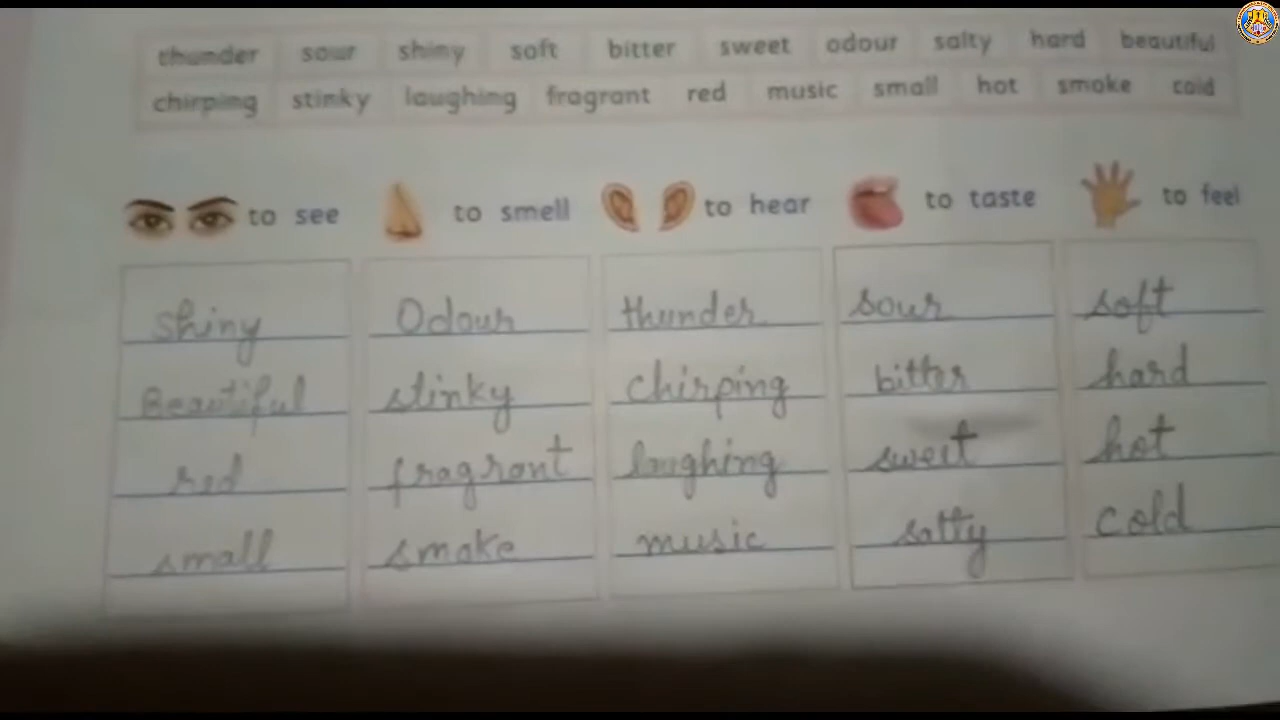 thunder sour shiny soft bitter sweet odour salty hard beautiful
chirping stinky laughing fragrant red music small hot smoke cold
to see to smell to hear to taste to feel
shiny Odour thunder sour soft
Beautiful stinky chirping bitter hard
red fragrant laughing sweet hot
small smoke music salty cold